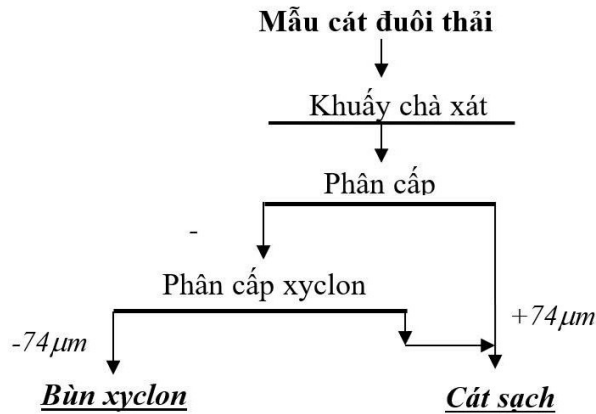 Mẫu cát đuôi thải
Khuấy chà xát
Phân cấp
-
Phân cấp xyclon
+74μm
-74μm
Bùn xyclon
Cát sạch